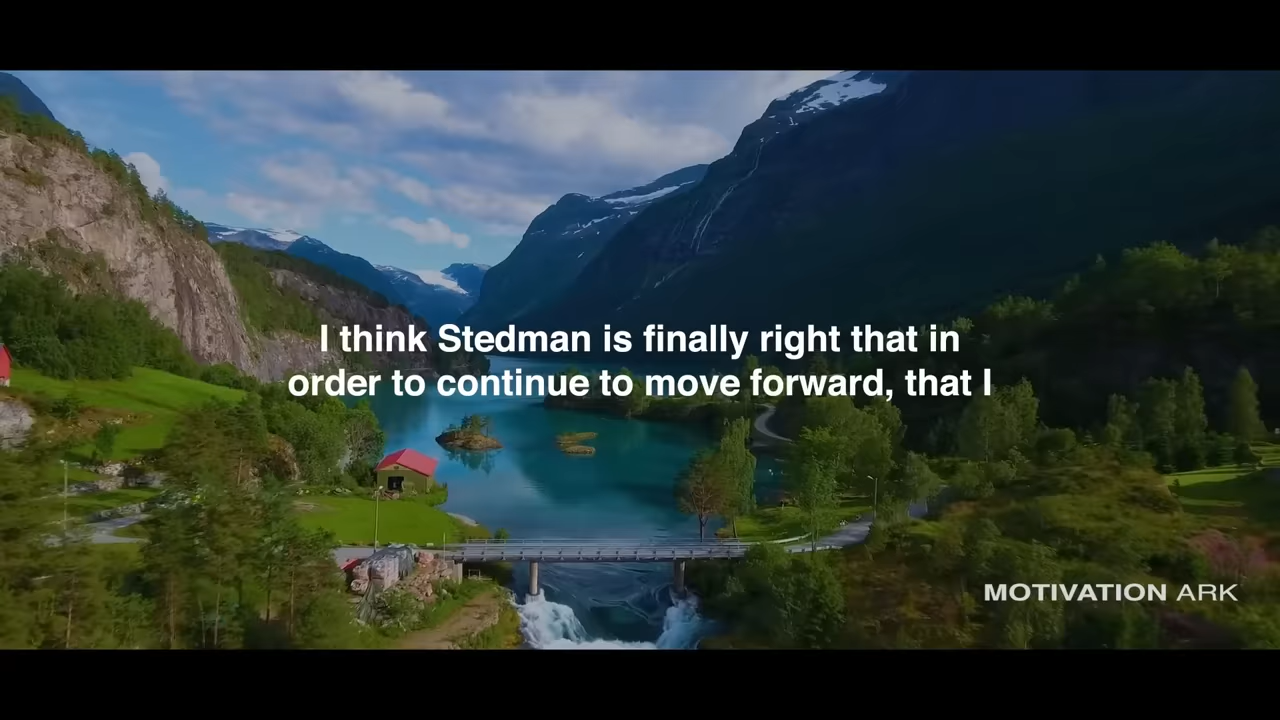 I think Stedman is finally right that in
order to continue to move forward, that I
MOTIVATION ARK